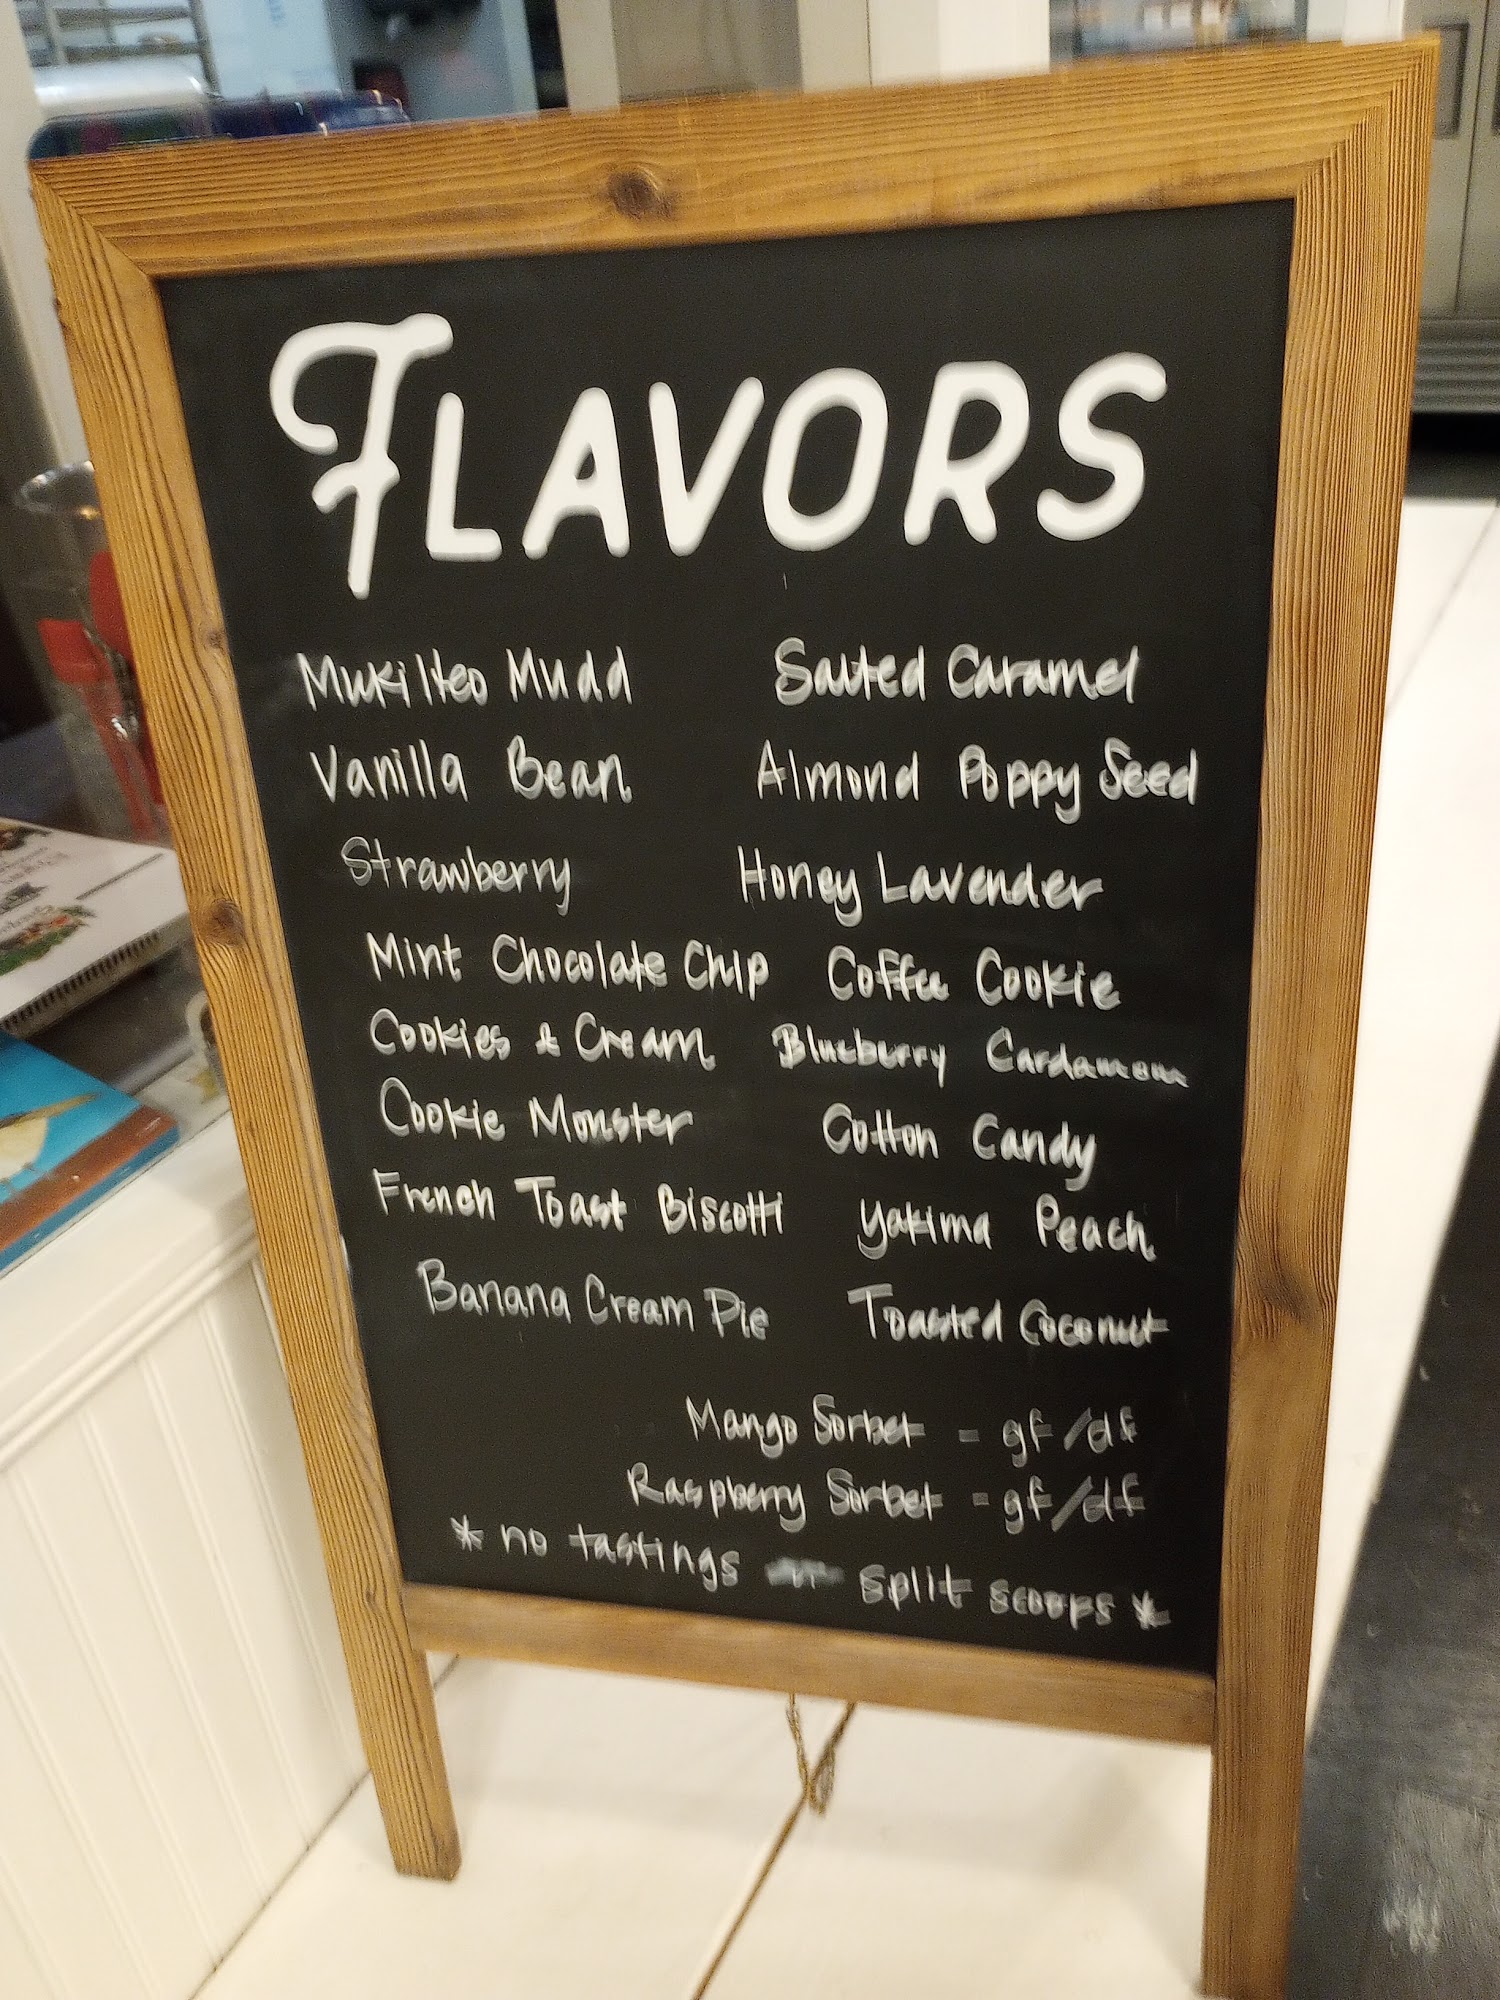 FLAVORS
Mukilteo Mudd Salted Caramel
Vanilla Bean Almond Poppy Seed
Strawberry Honey Lavender
Mint Chocolate Chip Coffee Cookie
Cookies & Cream Blueberry Cardamom
Cookie Monster Cotton Candy
French Toast Biscotti Yakima Peach
Banana Cream Pie Toasted Coconut
Mango Sorbet - gf/df
Raspberry Sorbet - gf/df
* no tastings split scoops *